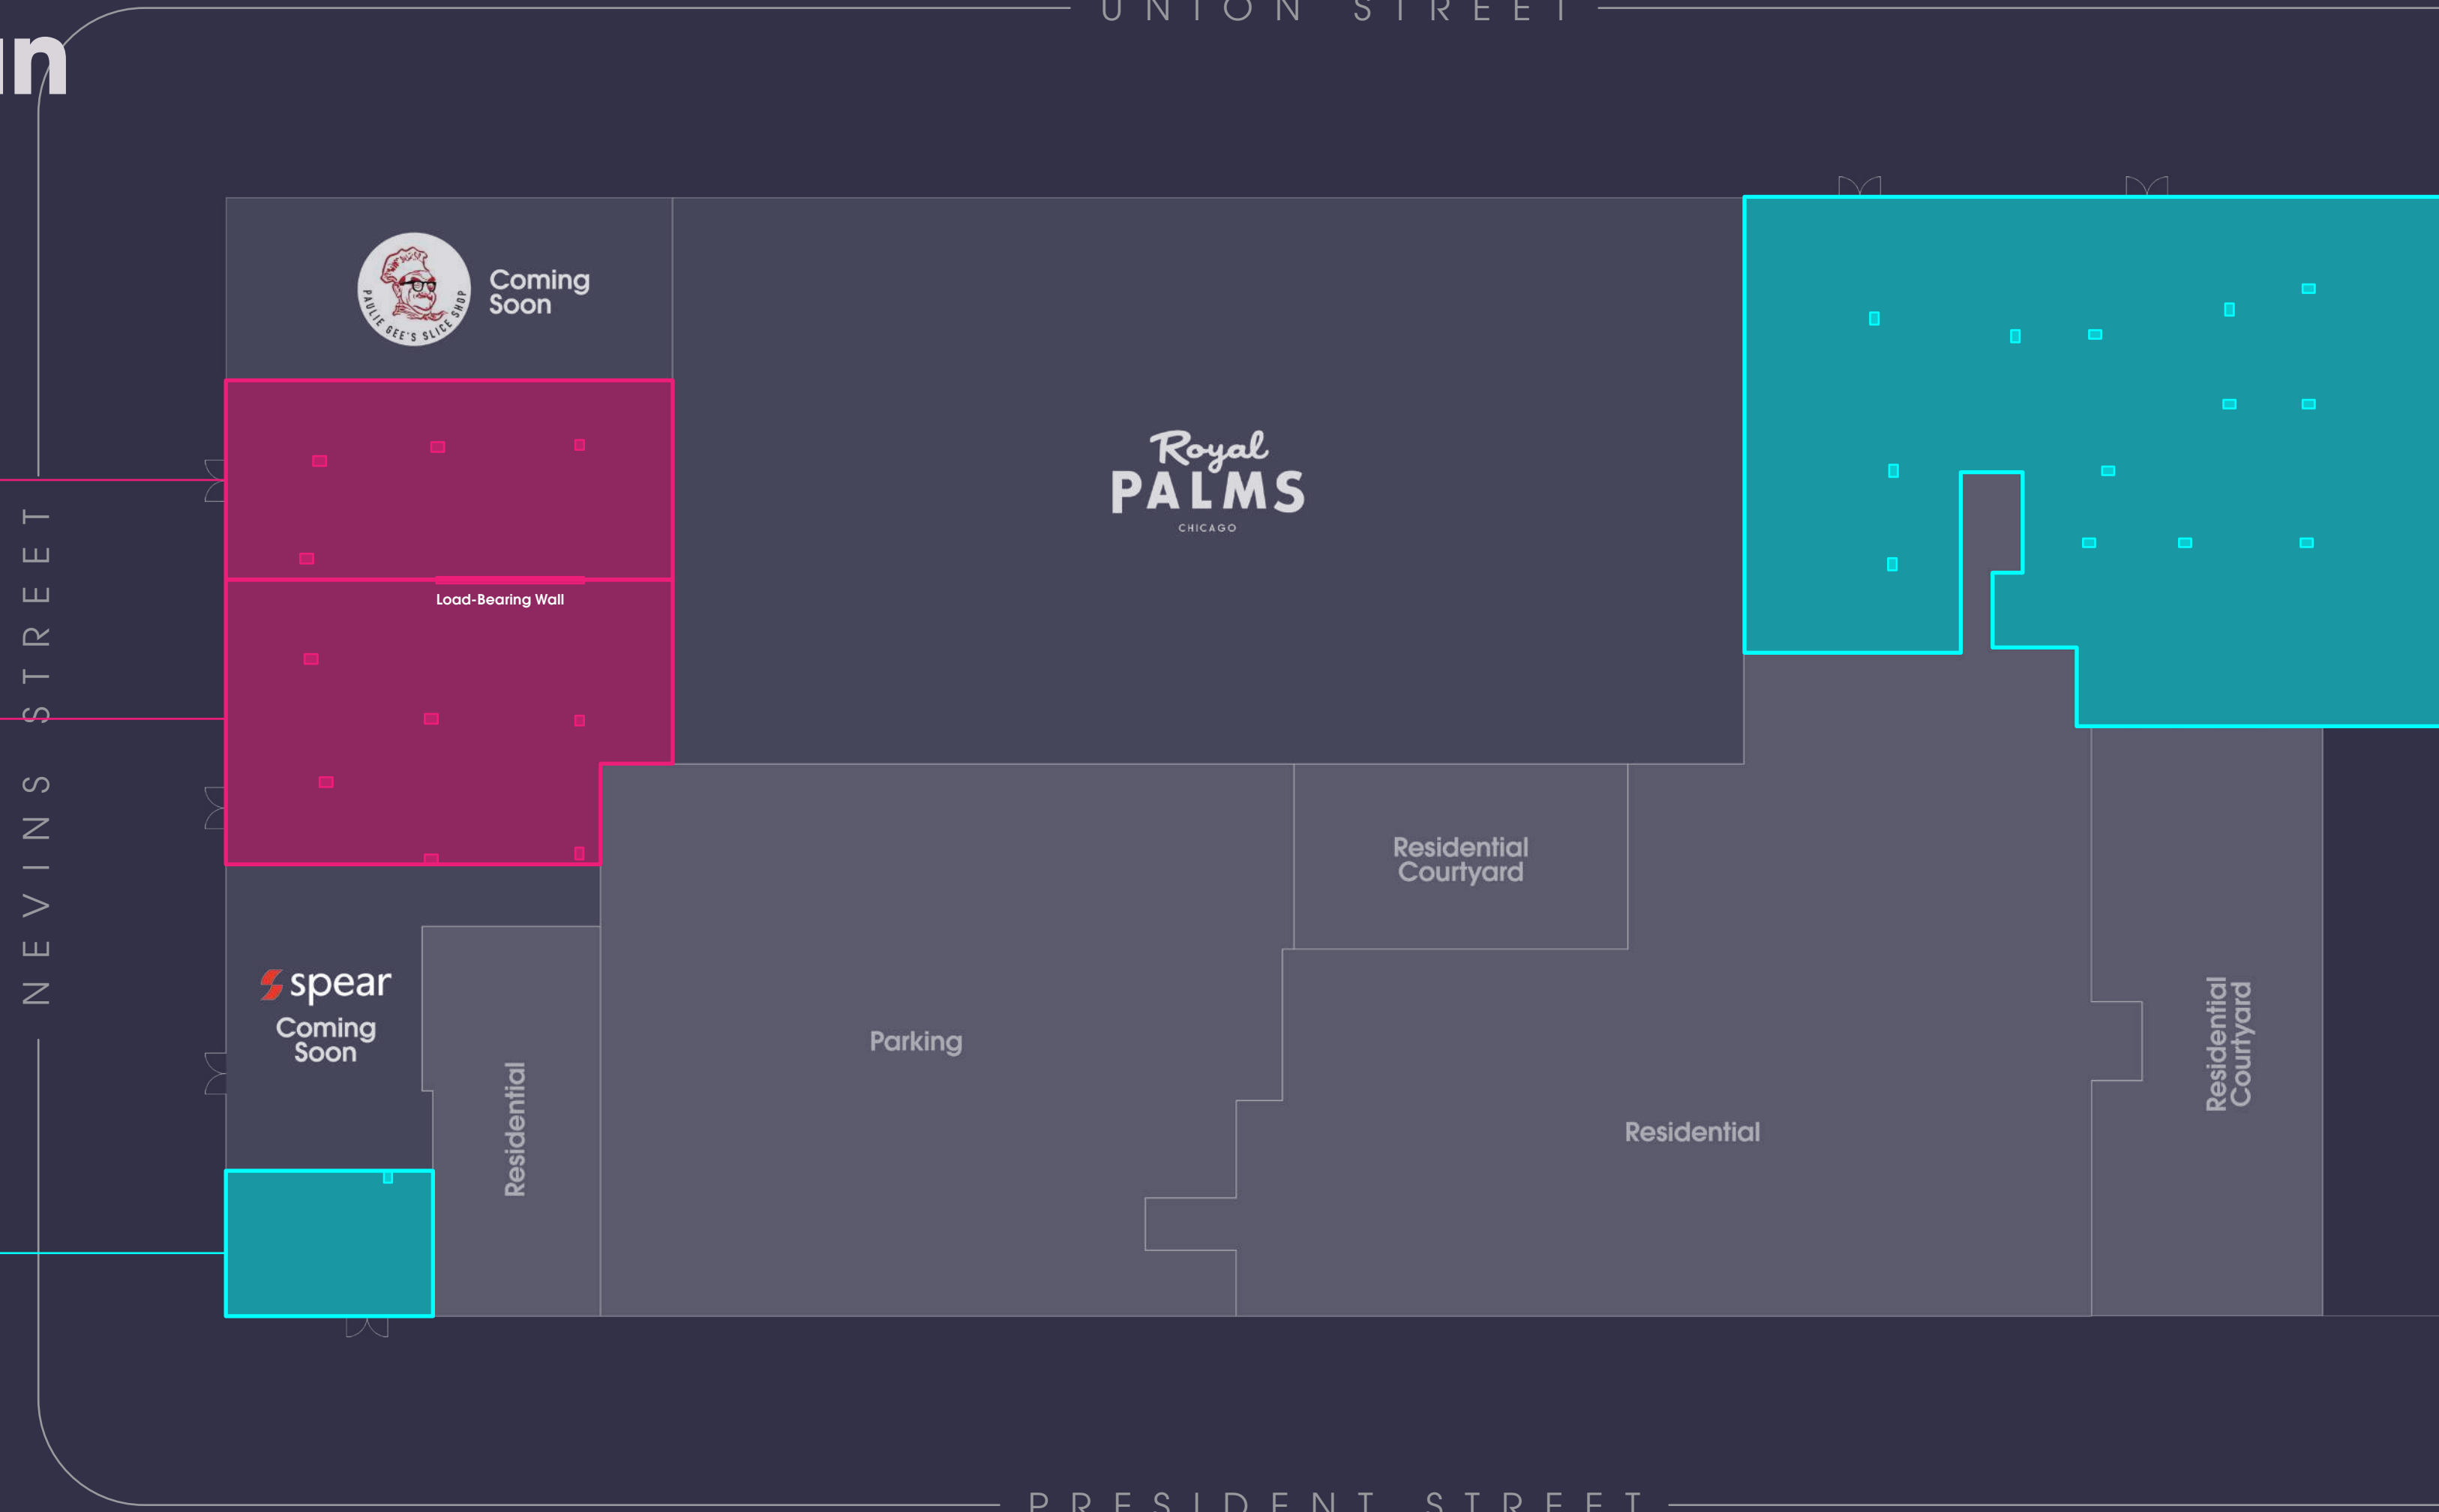 UNION STREET
PAULIE GEE'S SLICE SHOP
Coming
Soon
Royal
PALMS
CHICAGO
NEVINS STREET
Load-Bearing Wall
Residential
Courtyard
spear
Coming
Soon
Parking
Residential
Residential
Residential
Courtyard
PRESIDENT STREET